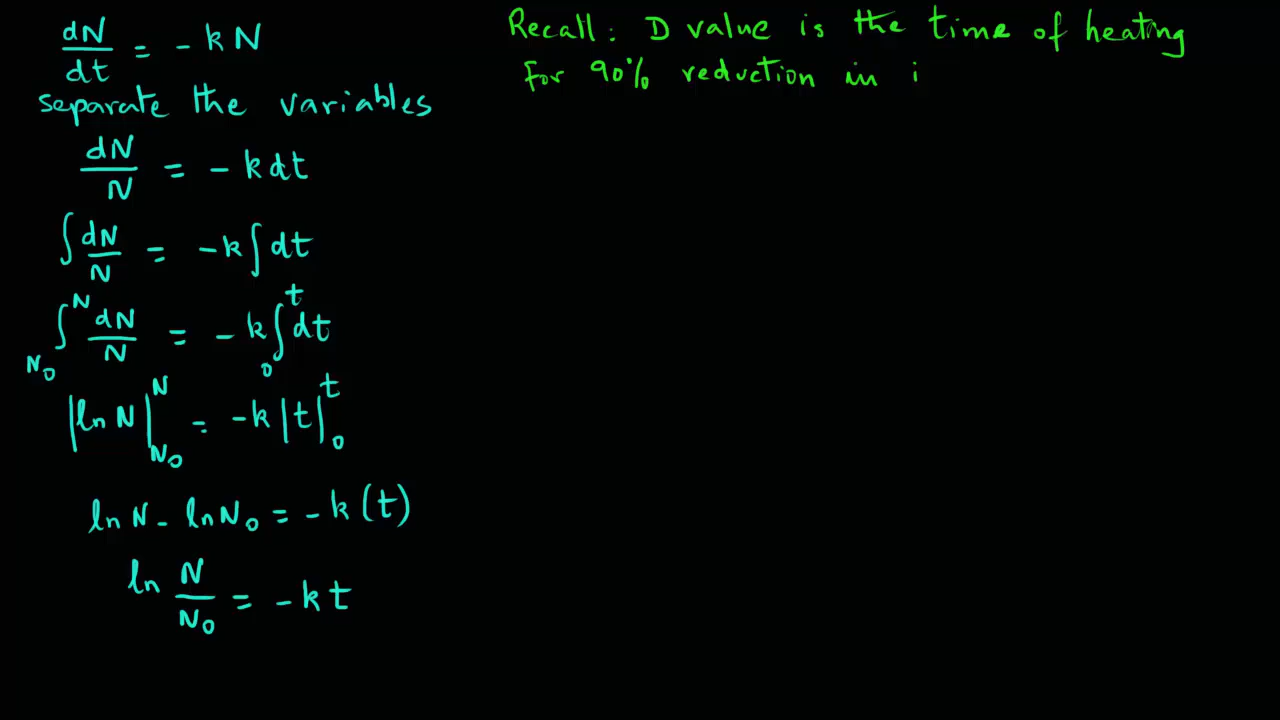 dN/dt = - k N
separate the variables
dN/N = - k dt
∫ dN/N = - k ∫ dt
∫_{N₀}^{N} dN/N = - k ∫_{0}^{t} dt
|ln N|_{N₀}^{N} = - k |t|_{0}^{t}
ln N - ln N₀ = - k (t)
ln N/N₀ = - k t
Recall: D value is the time of heating
for 90% reduction in i